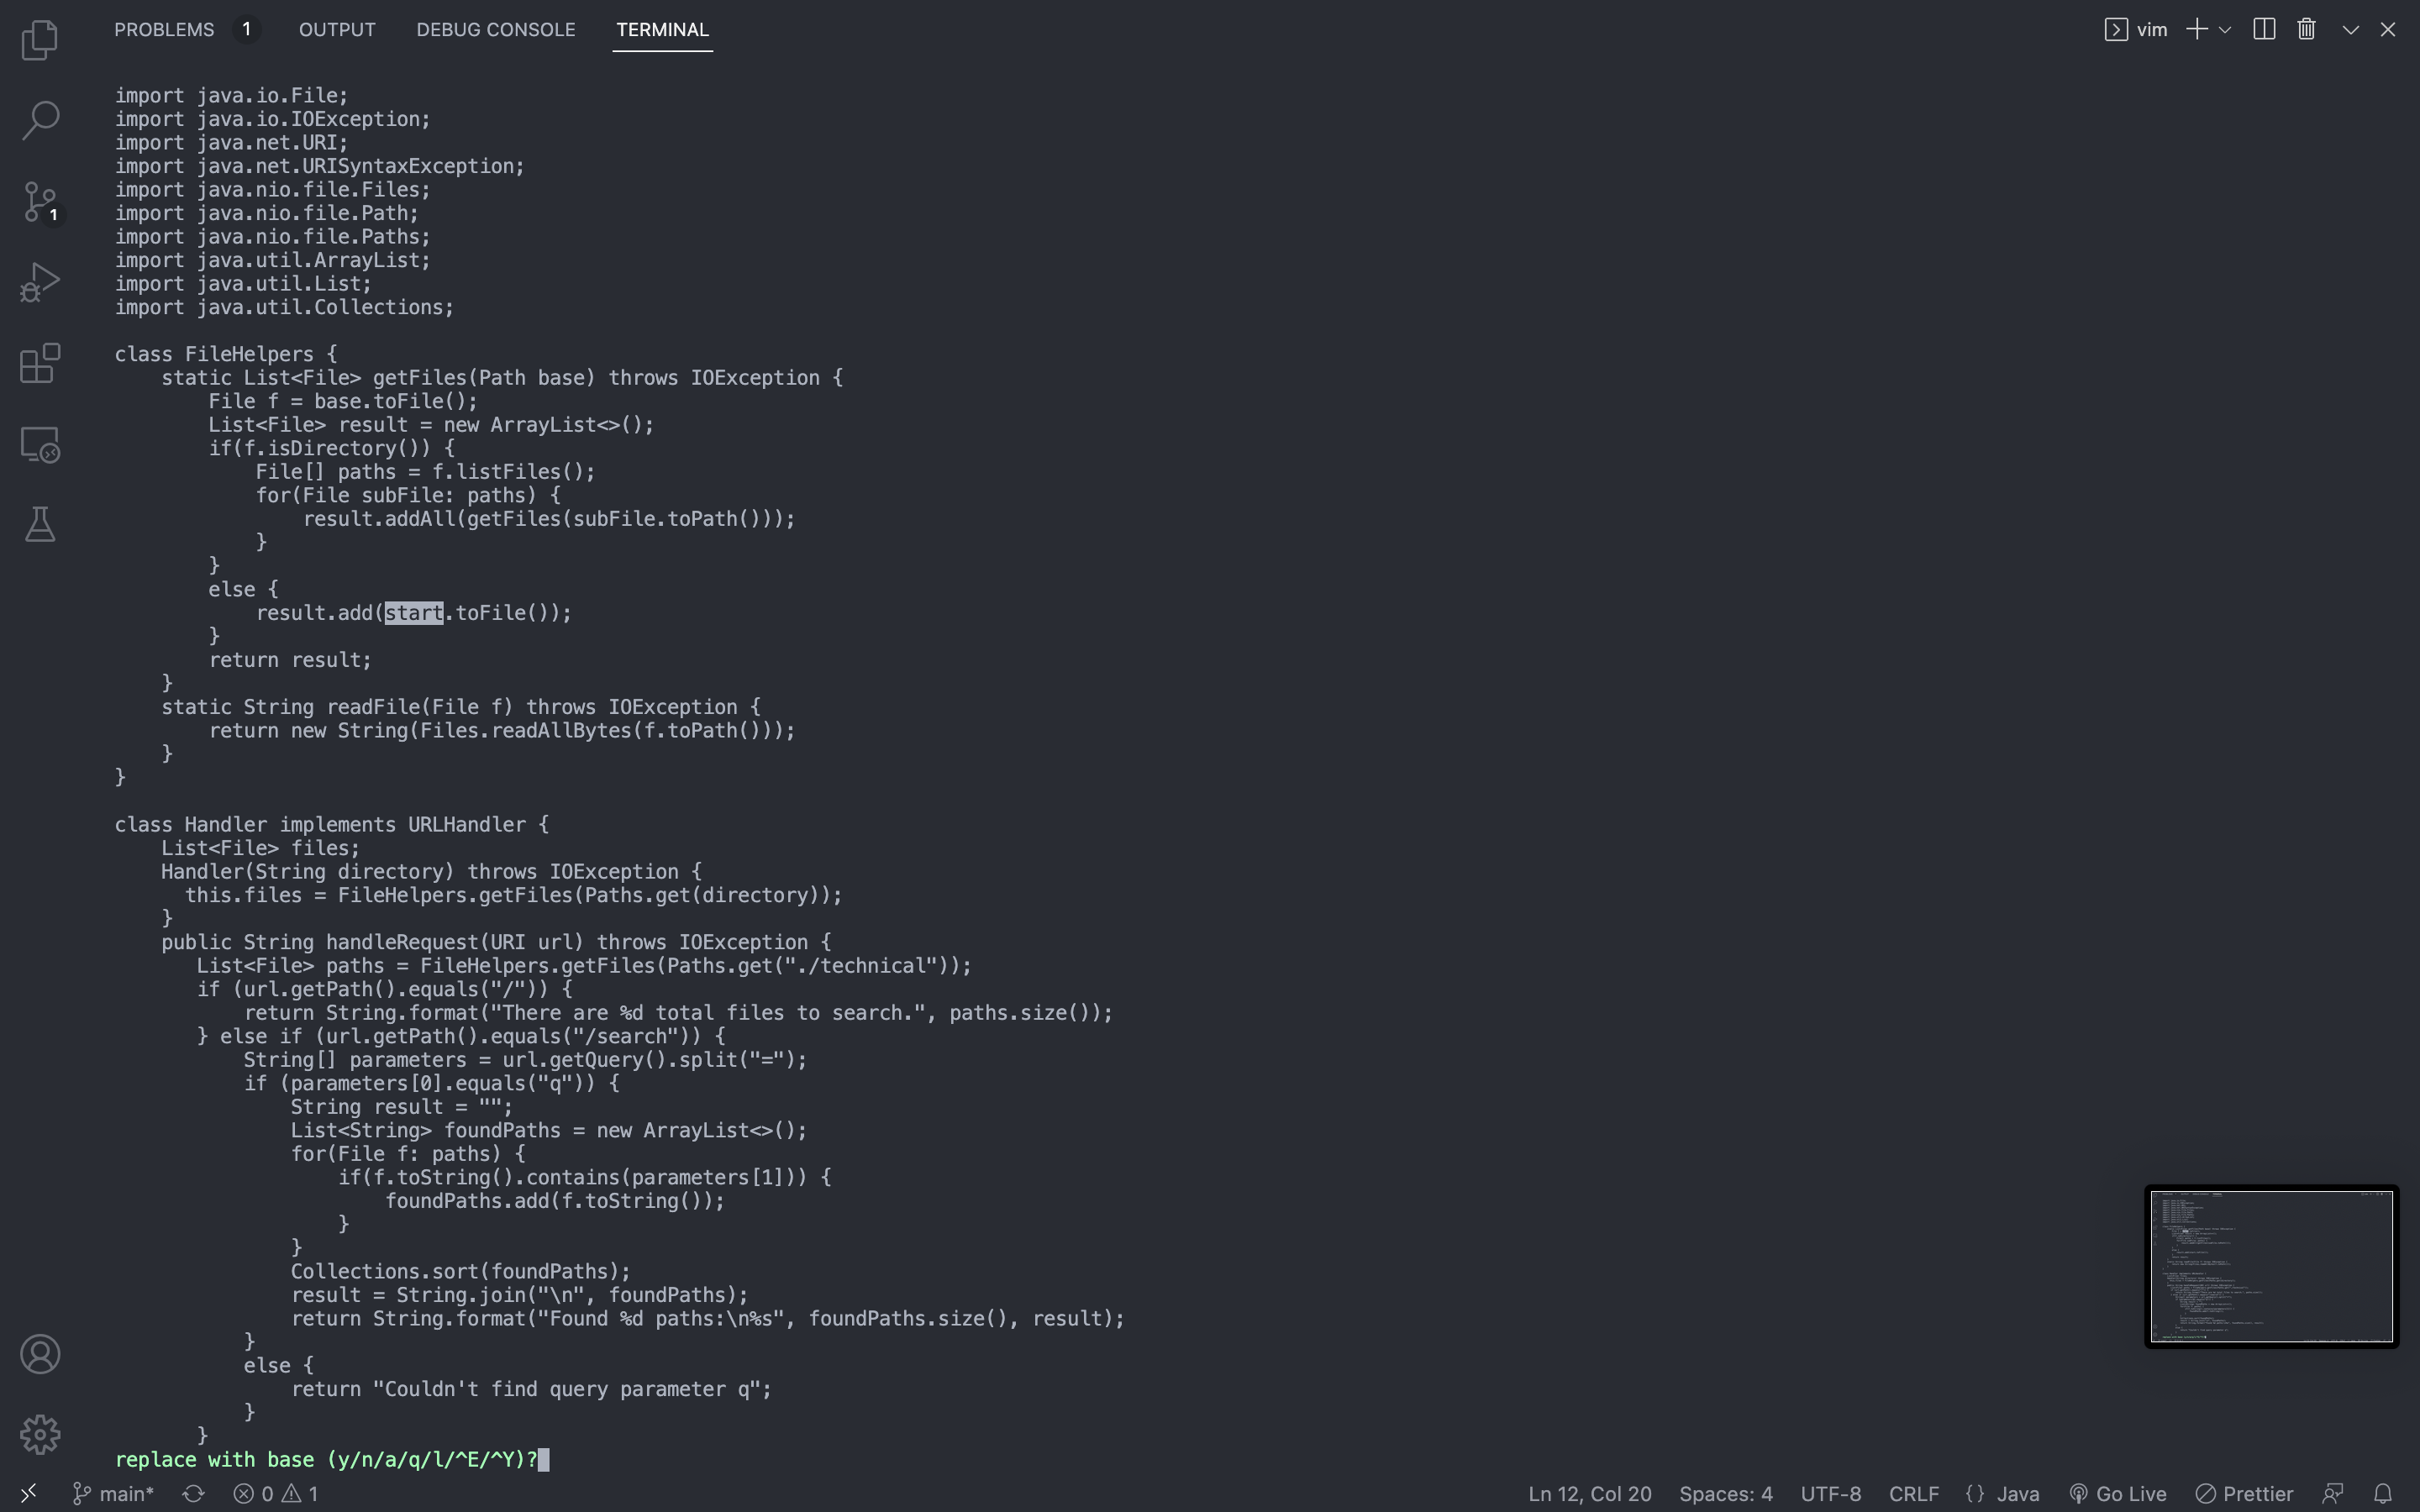 PROBLEMS 1 OUTPUT DEBUG CONSOLE TERMINAL vim
import java.io.File;
import java.io.IOException;
import java.net.URI;
import java.net.URISyntaxException;
import java.nio.file.Files;
import java.nio.file.Path;
import java.nio.file.Paths;
import java.util.ArrayList;
import java.util.List;
import java.util.Collections;

class FileHelpers {
    static List<File> getFiles(Path base) throws IOException {
        File f = base.toFile();
        List<File> result = new ArrayList<>();
        if(f.isDirectory()) {
            File[] paths = f.listFiles();
            for(File subFile: paths) {
                result.addAll(getFiles(subFile.toPath()));
            }
        }
        else {
            result.add(start.toFile());
        }
        return result;
    }
    static String readFile(File f) throws IOException {
        return new String(Files.readAllBytes(f.toPath()));
    }
}

class Handler implements URLHandler {
    List<File> files;
    Handler(String directory) throws IOException {
      this.files = FileHelpers.getFiles(Paths.get(directory));
    }
    public String handleRequest(URI url) throws IOException {
       List<File> paths = FileHelpers.getFiles(Paths.get("./technical"));
       if (url.getPath().equals("/")) {
           return String.format("There are %d total files to search.", paths.size());
       } else if (url.getPath().equals("/search")) {
           String[] parameters = url.getQuery().split("=");
           if (parameters[0].equals("q")) {
               String result = "";
               List<String> foundPaths = new ArrayList<>();
               for(File f: paths) {
                   if(f.toString().contains(parameters[1])) {
                       foundPaths.add(f.toString());
                   }
               }
               Collections.sort(foundPaths);
               result = String.join("\n", foundPaths);
               return String.format("Found %d paths:\n%s", foundPaths.size(), result);
           }
           else {
               return "Couldn't find query parameter q";
           }
       }
replace with base (y/n/a/q/l/^E/^Y)?
1
main* 0 1 Ln 12, Col 20 Spaces: 4 UTF-8 CRLF {} Java Go Live Prettier